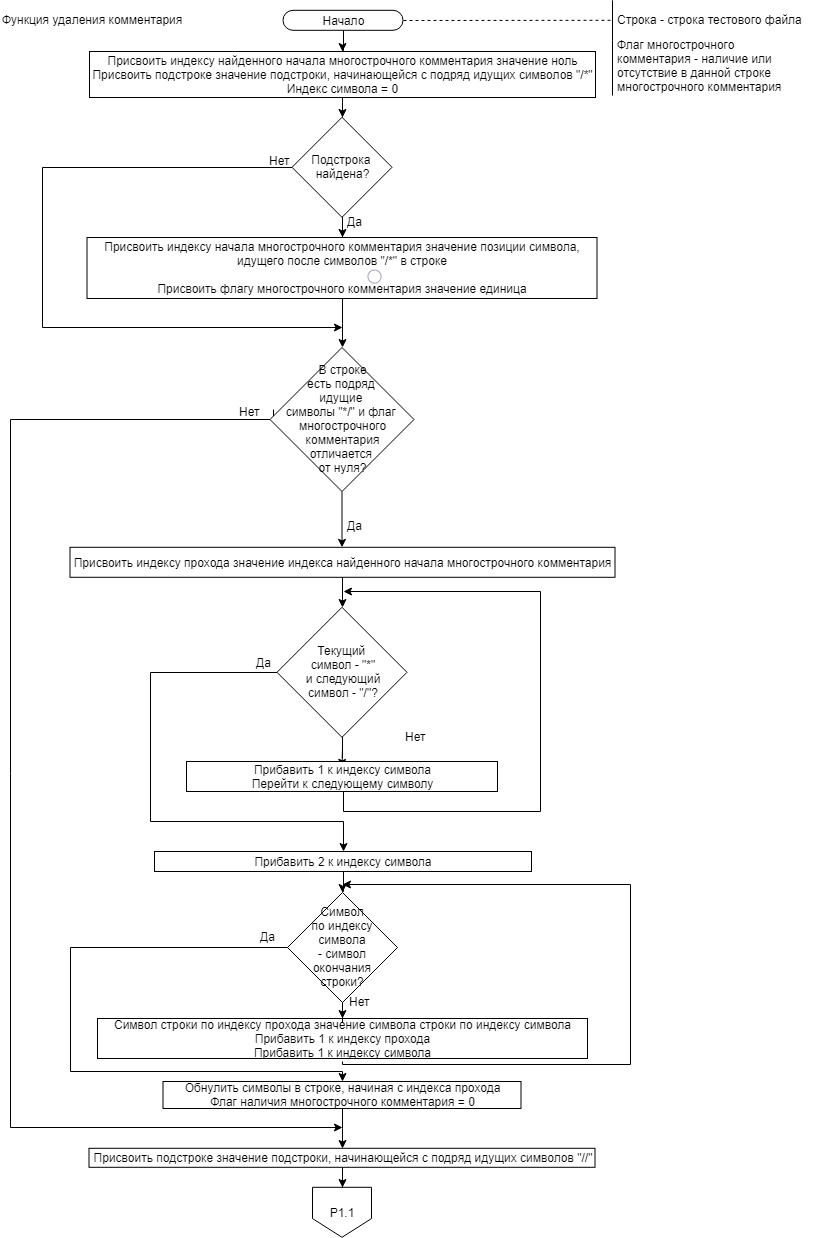 Функция удаления комментария
Начало
Строка - строка тестового файла
Флаг многострочного
комментария - наличие или
отсутствие в данной строке
многострочного комментария
Присвоить индексу найденного начала многострочного комментария значение ноль
Присвоить подстроке значение подстроки, начинающейся с подряд идущих символов "/*"
Индекс символа = 0
Подстрока
найдена?
Нет
Да
Присвоить индексу начала многострочного комментария значение позиции символа,
идущего после символов "/*" в строке
Присвоить флагу многострочного комментария значение единица
В строке
есть подряд
идущие
символы "*/" и флаг
многострочного
комментария
отличается
от нуля?
Нет
Да
Присвоить индексу прохода значение индекса найденного начала многострочного комментария
Текущий
символ - "*"
и следующий
символ - "/"?
Да
Нет
Прибавить 1 к индексу символа
Перейти к следующему символу
Прибавить 2 к индексу символа
Символ
по индексу
символа
- символ
окончания
строки?
Да
Нет
Символ строки по индексу прохода значение символа строки по индексу символа
Прибавить 1 к индексу прохода
Прибавить 1 к индексу символа
Обнулить символы в строке, начиная с индекса прохода
Флаг наличия многострочного комментария = 0
Присвоить подстроке значение подстроки, начинающейся с подряд идущих символов "//"
P1.1